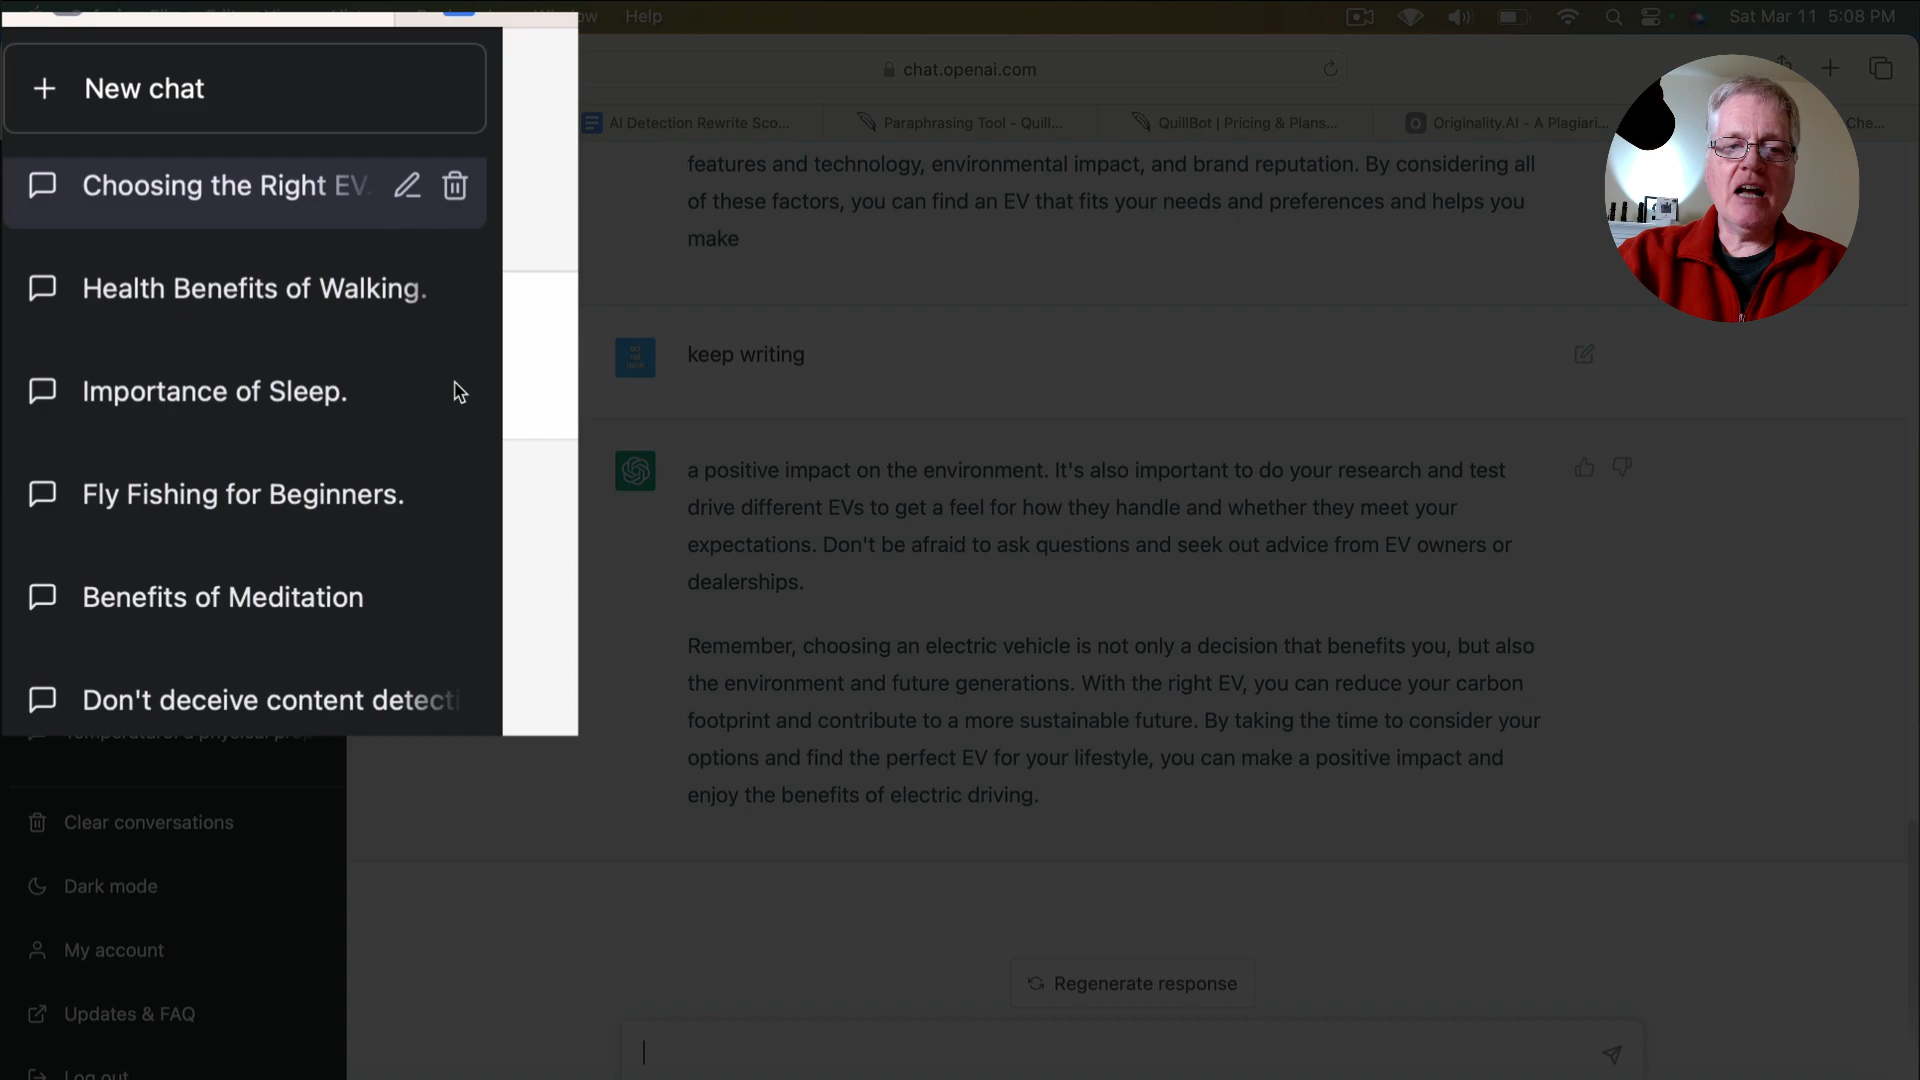 Help
Sat Mar 11 5:08 PM
chat.openai.com
AI Detection Rewrite Sco...
Paraphrasing Tool - Quill...
QuillBot | Pricing & Plans...
Originality.AI - A Plagiari...
Che...
New chat
Choosing the Right EV.
Health Benefits of Walking.
Importance of Sleep.
Fly Fishing for Beginners.
Benefits of Meditation
Don't deceive content detecti
Clear conversations
Dark mode
My account
Updates & FAQ
Log out
features and technology, environmental impact, and brand reputation. By considering all
of these factors, you can find an EV that fits your needs and preferences and helps you
make
keep writing
a positive impact on the environment. It's also important to do your research and test
drive different EVs to get a feel for how they handle and whether they meet your
expectations. Don't be afraid to ask questions and seek out advice from EV owners or
dealerships.
Remember, choosing an electric vehicle is not only a decision that benefits you, but also
the environment and future generations. With the right EV, you can reduce your carbon
footprint and contribute to a more sustainable future. By taking the time to consider your
options and find the perfect EV for your lifestyle, you can make a positive impact and
enjoy the benefits of electric driving.
Regenerate response